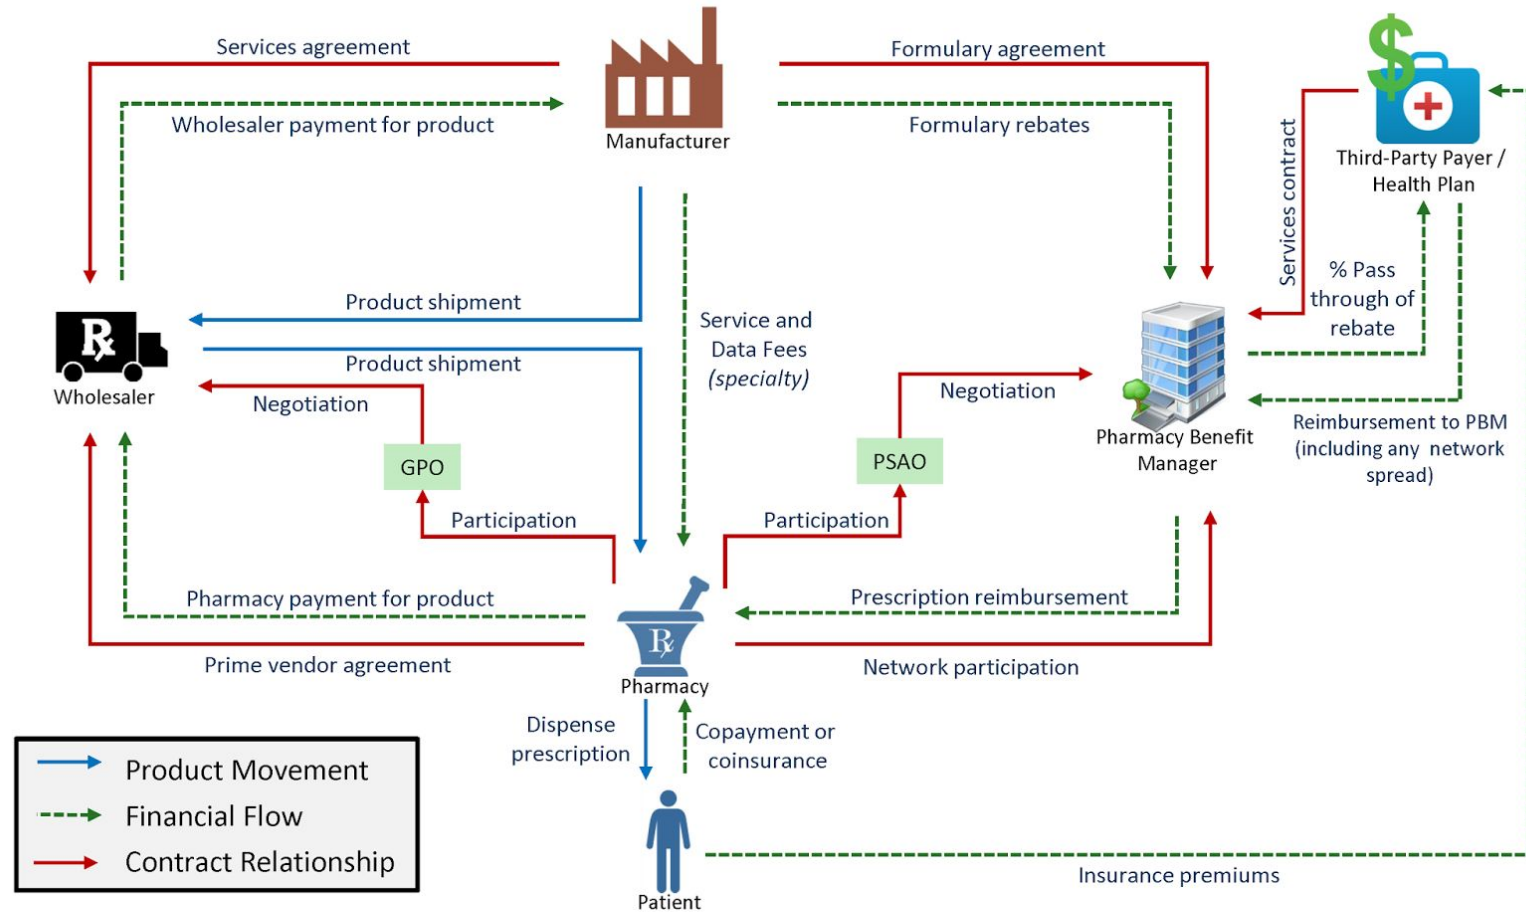 Services agreement
Formulary agreement
Wholesaler payment for product
Formulary rebates
Manufacturer
Third-Party Payer /
Health Plan
Services contract
% Pass
through of
rebate
Product shipment
Service and
Data Fees
(specialty)
Rx
Product shipment
Wholesaler
Negotiation
Negotiation
Reimbursement to PBM
(including any network
spread)
Pharmacy Benefit
Manager
GPO
PSAO
Participation
Participation
Pharmacy payment for product
Prescription reimbursement
Rx
Prime vendor agreement
Network participation
Pharmacy
Dispense
prescription
Copayment or
coinsurance
Product Movement
Financial Flow
Contract Relationship
Insurance premiums
Patient